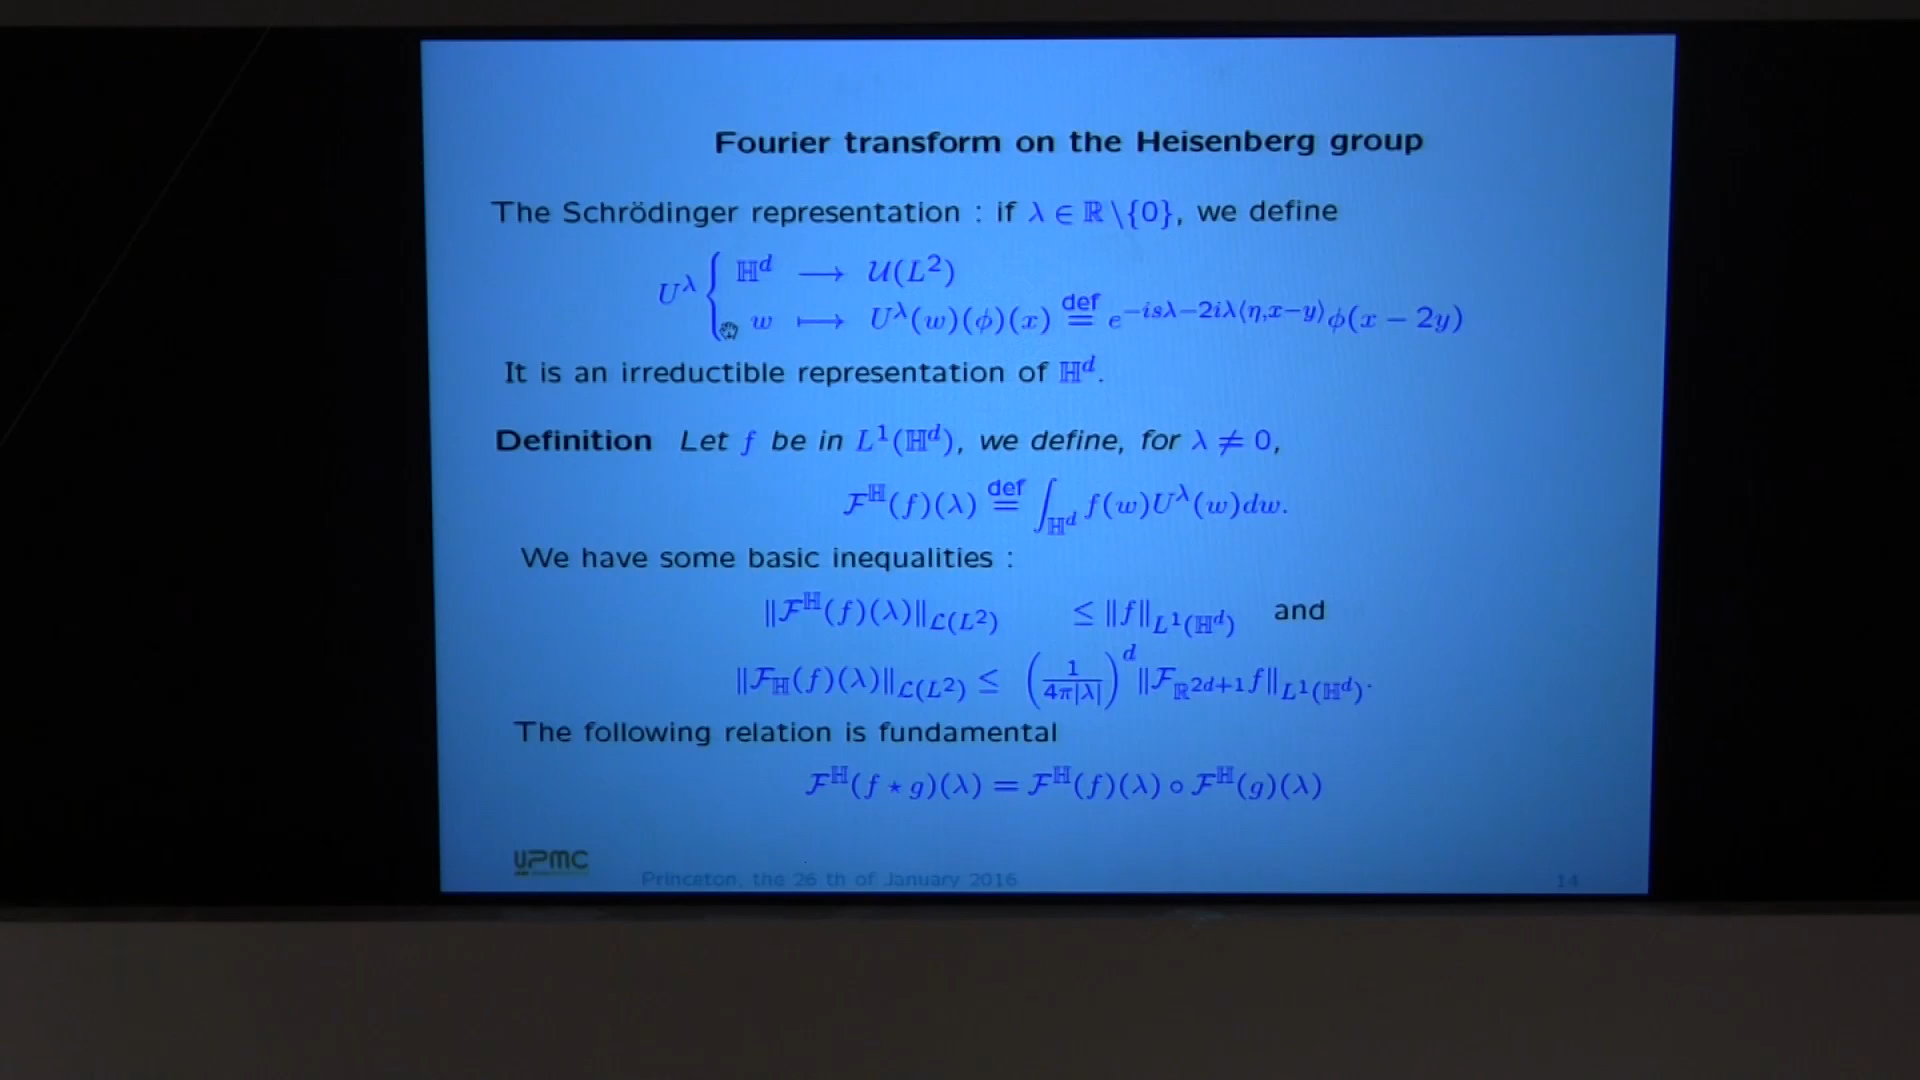 Fourier transform on the Heisenberg group
The Schrödinger representation : if λ ∈ ℝ\{0}, we define
U^λ { ℍ^d ⟶ 𝒰(L²)
w ⟼ U^λ(w)(ϕ)(x) def= e^{−isλ−2iλ⟨η,x−y⟩}ϕ(x − 2y)
It is an irreductible representation of ℍ^d.
Definition Let f be in L¹(ℍ^d), we define, for λ ≠ 0,
ℱ^ℍ(f)(λ) def= ∫_{ℍ^d} f(w)U^λ(w)dw.
We have some basic inequalities :
‖ℱ^ℍ(f)(λ)‖_{ℒ(L²)} ≤ ‖f‖_{L¹(ℍ^d)} and
‖ℱ_ℍ(f)(λ)‖_{ℒ(L²)} ≤ (1/4π|λ|)^d ‖ℱ_{ℝ^{2d+1}}f‖_{L¹(ℍ^d)}.
The following relation is fundamental
ℱ^ℍ(f ⋆ g)(λ) = ℱ^ℍ(f)(λ) ∘ ℱ^ℍ(g)(λ)
UPMC
Princeton, the 26 th of January 2016
14